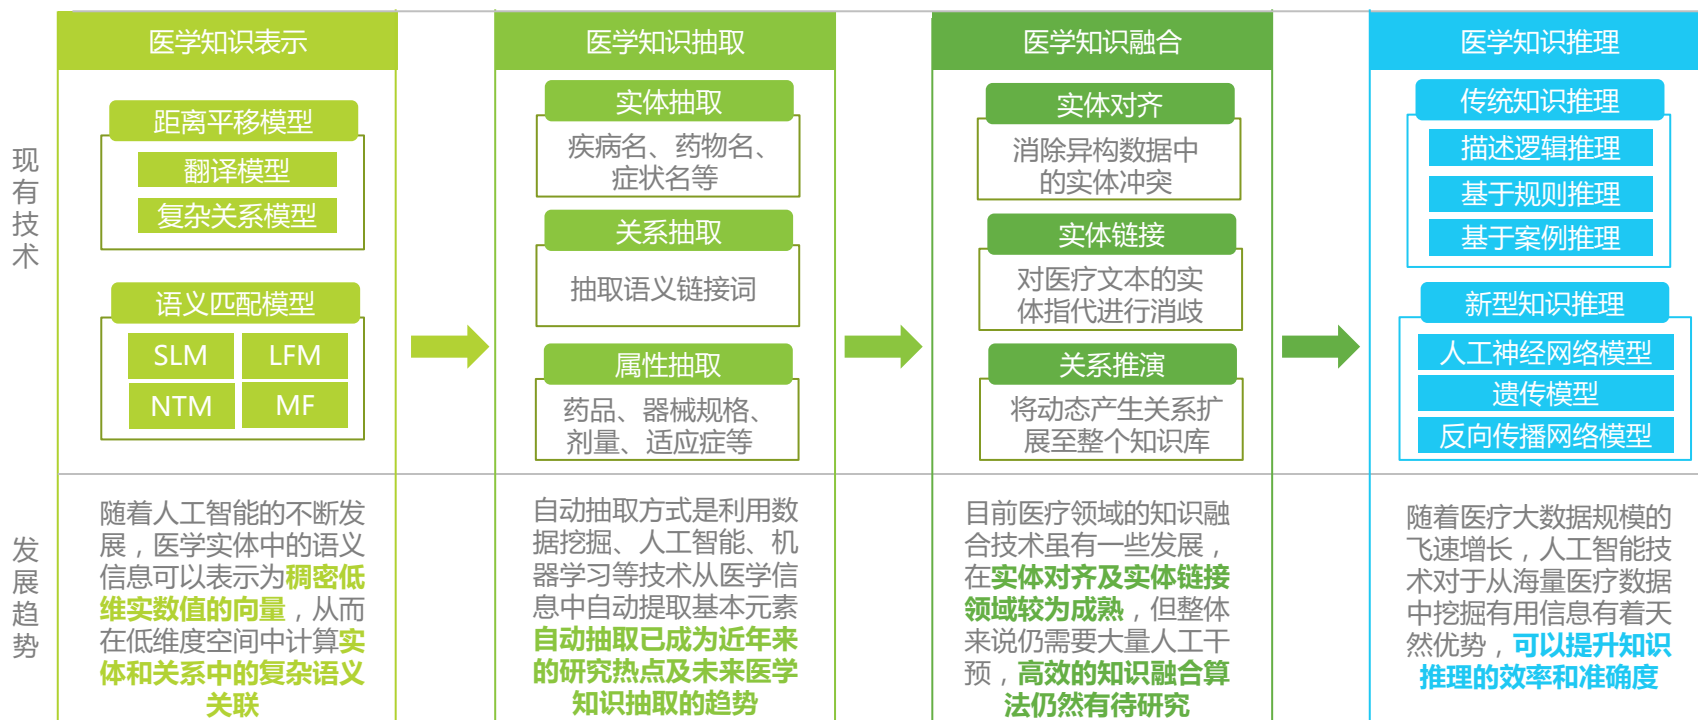 医学知识表示
医学知识抽取
医学知识融合
医学知识推理
现有技术
距离平移模型
翻译模型
复杂关系模型
语义匹配模型
SLM
LFM
NTM
MF
实体抽取
疾病名、药物名、
症状名等
关系抽取
抽取语义链接词
属性抽取
药品、器械规格、
剂量、适应症等
实体对齐
消除异构数据中
的实体冲突
实体链接
对医疗文本的实
体指代进行消歧
关系推演
将动态产生关系扩
展至整个知识库
传统知识推理
描述逻辑推理
基于规则推理
基于案例推理
新型知识推理
人工神经网络模型
遗传模型
反向传播网络模型
发展趋势
随着人工智能的不断发
展，医学实体中的语义
信息可以表示为稠密低
维实数值的向量，从而
在低维度空间中计算实
体和关系中的复杂语义
关联
自动抽取方式是利用数
据挖掘、人工智能、机
器学习等技术从医学信
息中自动提取基本元素
自动抽取已成为近年来
的研究热点及未来医学
知识抽取的趋势
目前医疗领域的知识融
合技术虽有一些发展，
在实体对齐及实体链接
领域较为成熟，但整体
来说仍需要大量人工干
预，高效的知识融合算
法仍然有待研究
随着医疗大数据规模的
飞速增长，人工智能技
术对于从海量医疗数据
中挖掘有用信息有着天
然优势，可以提升知识
推理的效率和准确度